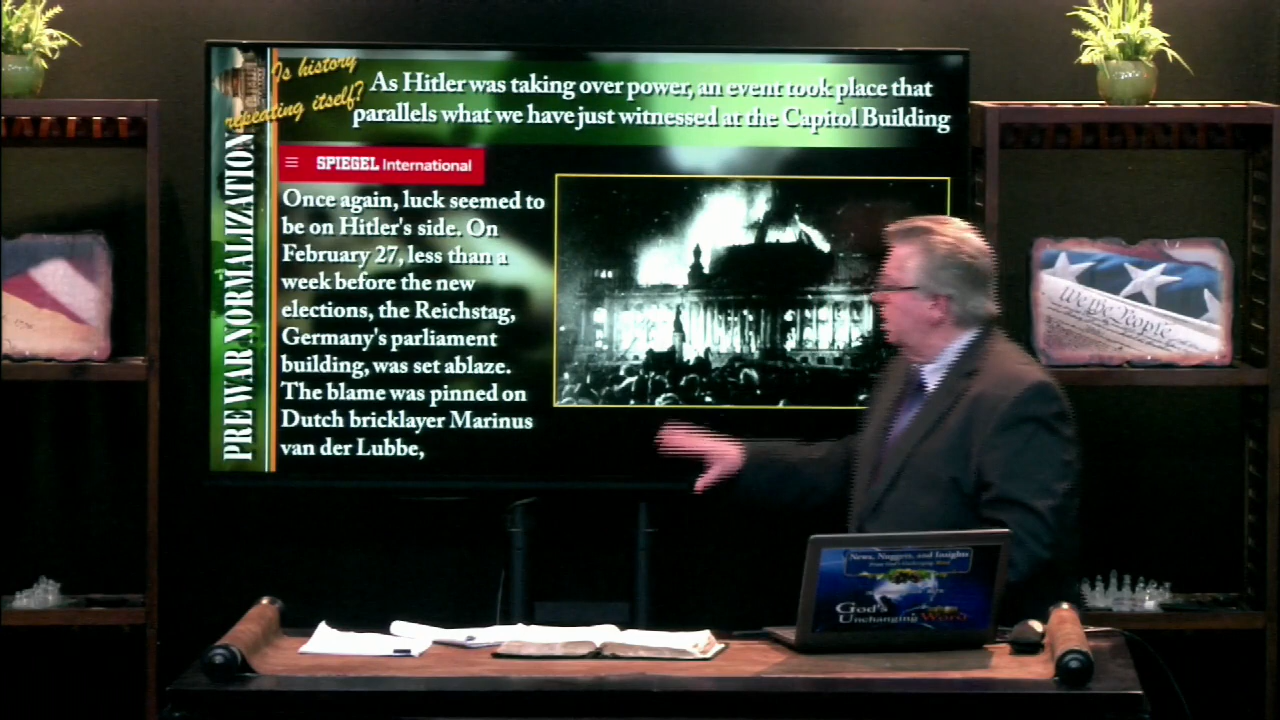 Is history
repeating itself?
As Hitler was taking over power, an event took place that
parallels what we have just witnessed at the Capitol Building
PRE WAR NORMALIZATION
SPIEGEL International
Once again, luck seemed to
be on Hitler's side. On
February 27, less than a
week before the new
elections, the Reichstag,
Germany's parliament
building, was set ablaze.
The blame was pinned on
Dutch bricklayer Marinus
van der Lubbe,
We the People
News, Nuggets, and Insights
From God's Unchanging Word
God's
Unchanging Word